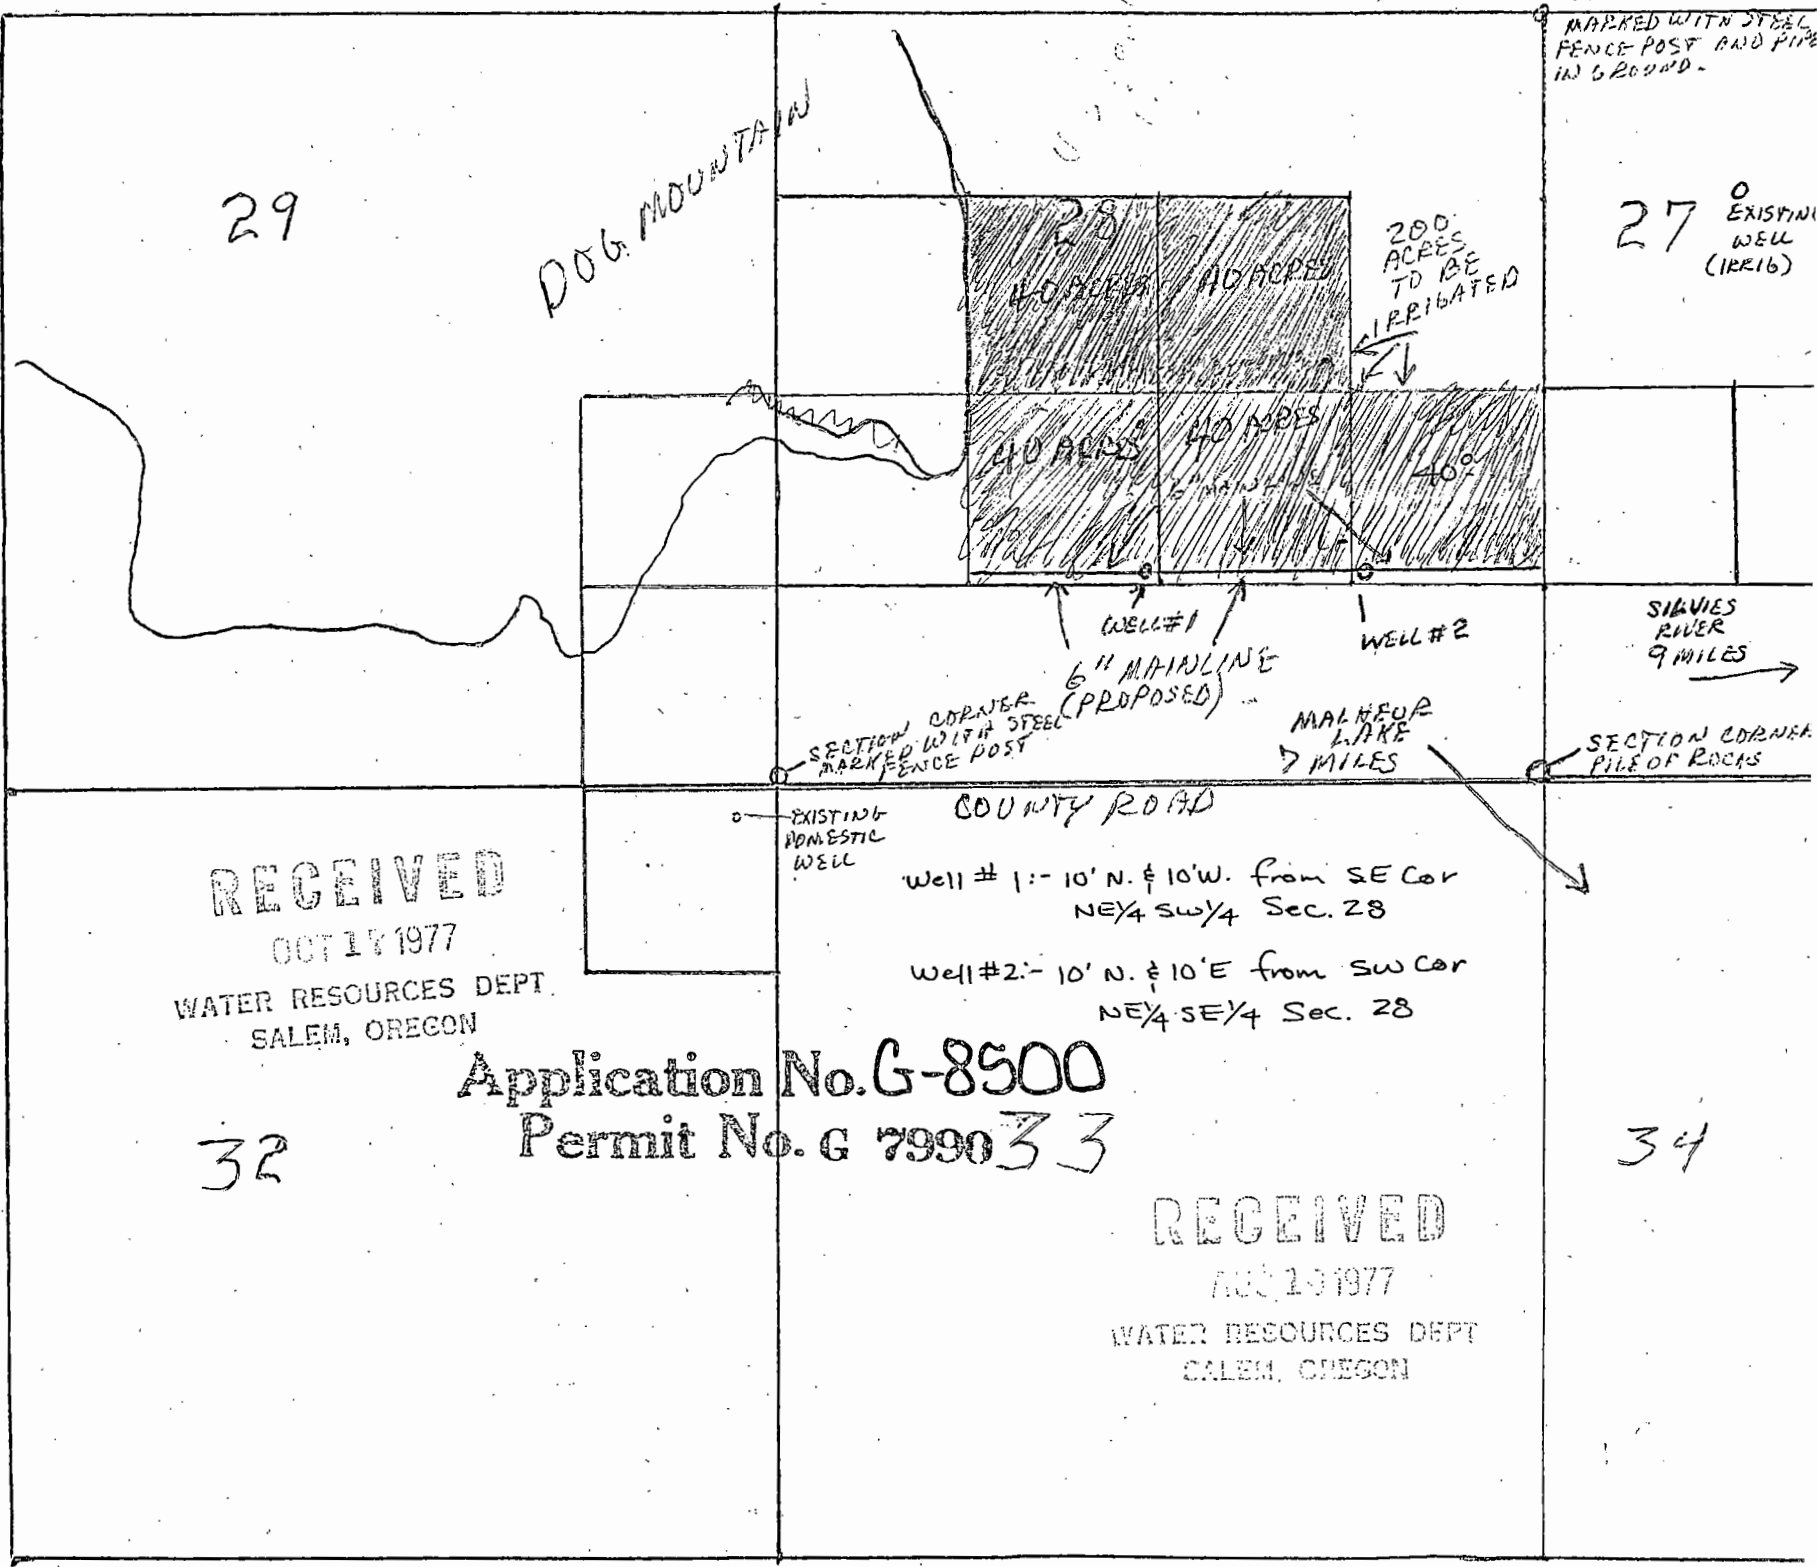 MARKED WITH STEEL
FENCE POST AND PIPE
IN GROUND.
29
DOG MOUNTAIN
28
40 ACRES
40 ACRES
200
ACRES
TO BE
IRRIGATED
27
EXISTING
WELL
(IRRIG)
40 ACRES
40 ACRES
40°
6" MAINLINE
WELL #1
WELL #2
6" MAINLINE
(PROPOSED)
SILVIES
RIVER
9 MILES
SECTION CORNER
MARKED WITH STEEL
FENCE POST
MALHEUR
LAKE
7 MILES
SECTION CORNER
PILE OF ROCKS
EXISTING
DOMESTIC
WELL
COUNTY ROAD
Well # 1:- 10' N. & 10'W. from SE Cor
NE1/4 SW1/4 Sec. 28
Well #2:- 10' N. & 10'E from SW Cor
NE1/4 SE1/4 Sec. 28
RECEIVED
OCT 1 1977
WATER RESOURCES DEPT.
SALEM, OREGON
Application No. G-8500
Permit No. G 7990
32
33
34
RECEIVED
1977
WATER RESOURCES DEPT
SALEM, OREGON